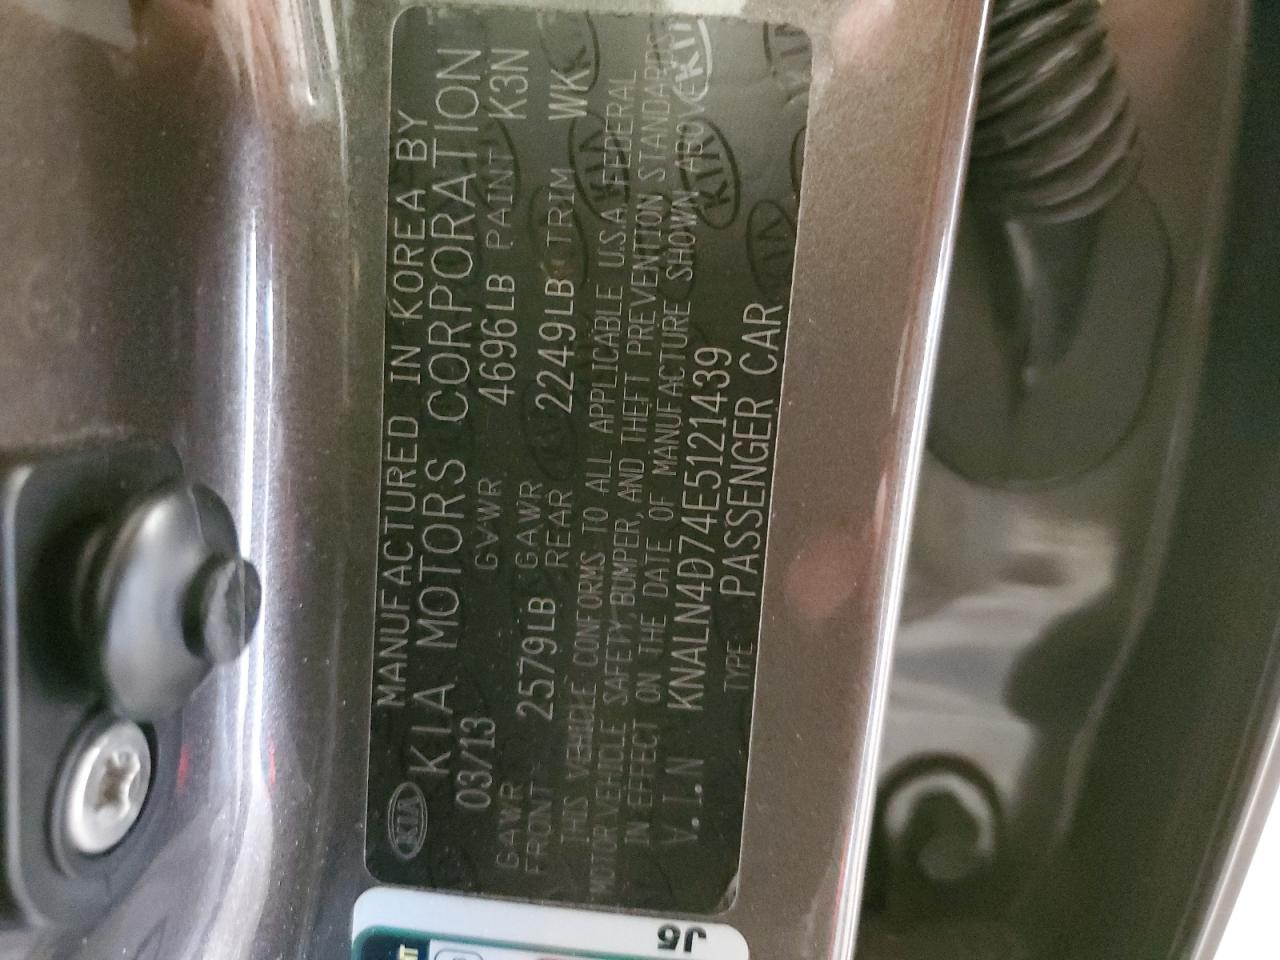 KIA
MANUFACTURED IN KOREA BY
KIA MOTORS CORPORATION
03/13 GVWR 4696LB PAINT K3N
GAWR FRONT 2579LB GAWR REAR 2249LB TRIM WK
THIS VEHICLE CONFORMS TO ALL APPLICABLE U.S.A FEDERAL
MOTOR VEHICLE SAFETY, BUMPER, AND THEFT PREVENTION STANDARDS
IN EFFECT ON THE DATE OF MANUFACTURE SHOWN ABOVE
V.I.N KNALN4D74E5121439
TYPE PASSENGER CAR
J5